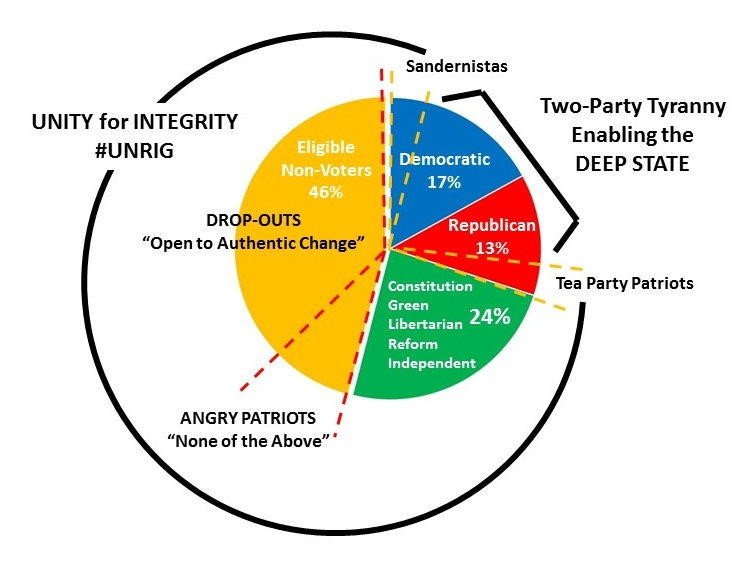 Sandernistas
UNITY for INTEGRITY
#UNRIG
Two-Party Tyranny
Enabling the
DEEP STATE
Eligible
Non-Voters
46%
Democratic
17%
DROP-OUTS
“Open to Authentic Change”
Republican
13%
Tea Party Patriots
Constitution
Green
Libertarian
Reform
Independent
24%
ANGRY PATRIOTS
“None of the Above”